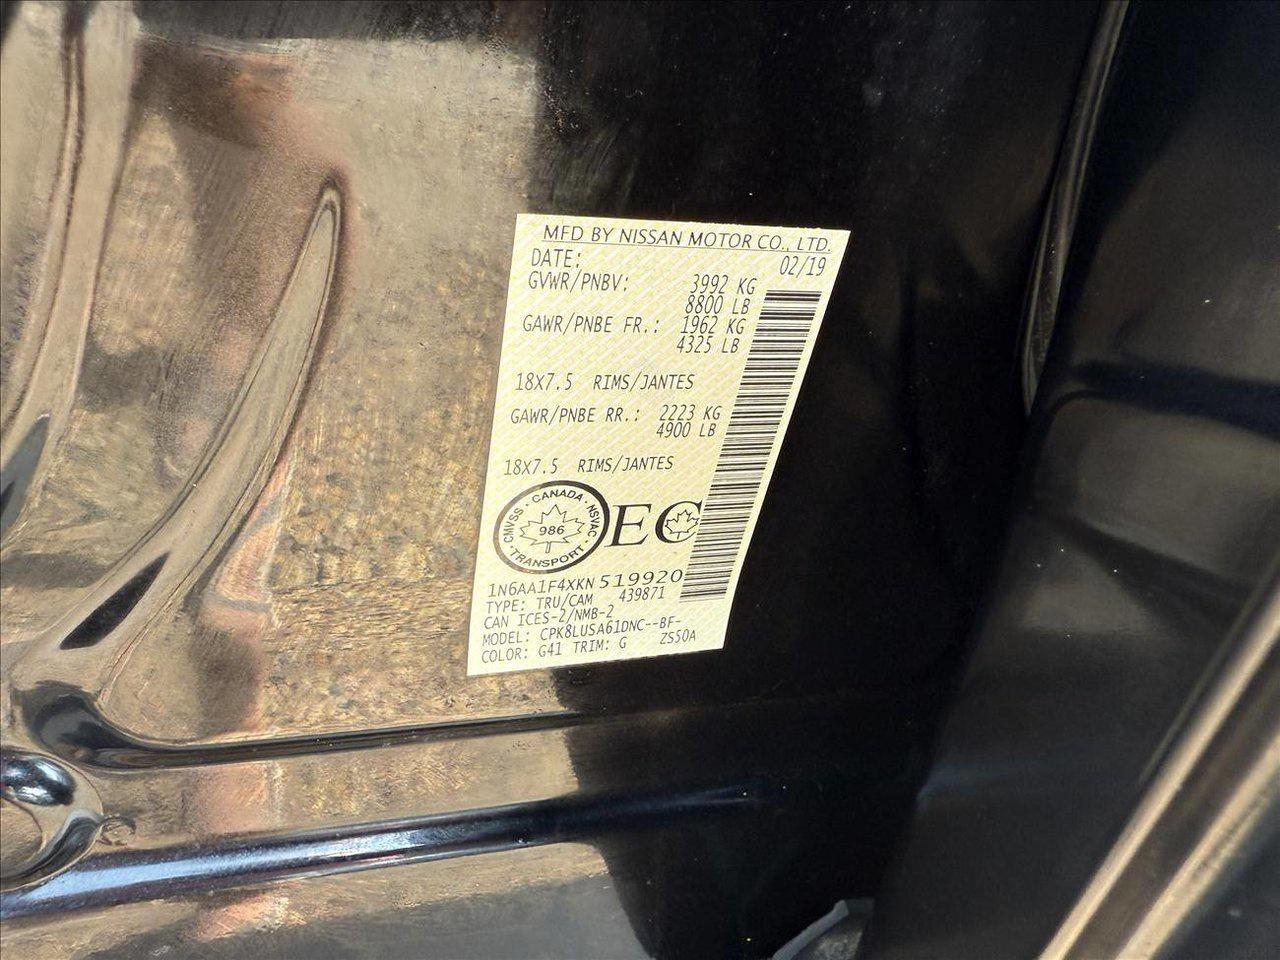 MFD BY NISSAN MOTOR CO., LTD.
DATE: 02/19
GVWR/PNBV: 3992 KG
8800 LB
GAWR/PNBE FR.: 1962 KG
4325 LB
18X7.5 RIMS/JANTES
GAWR/PNBE RR.: 2223 KG
4900 LB
18X7.5 RIMS/JANTES
CMVSS · CANADA · NSVAC · TRANSPORT ·
986
EC
1N6AA1F4XKN519920
TYPE: TRU/CAM 439871
CAN ICES-2/NMB-2
MODEL: CPK8LUSA61DNC--BF-
COLOR: G41 TRIM: G ZS50A